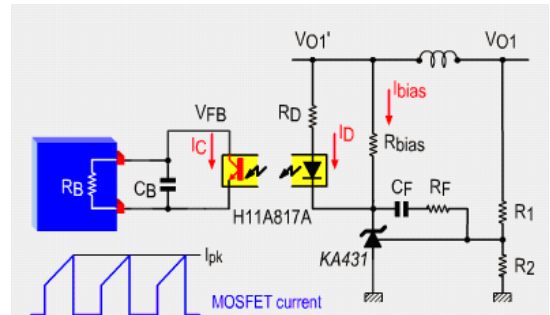 VO1' VO1
Ibias
RD
VFB
IC ID
Rbias
RB CB
CF RF
H11A817A
R1
KA431
R2
Ipk
MOSFET current